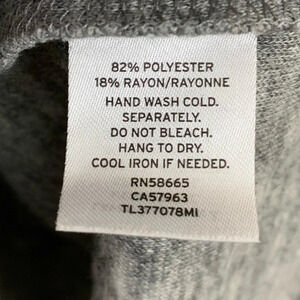 82% POLYESTER
18% RAYON/RAYONNE
HAND WASH COLD.
SEPARATELY.
DO NOT BLEACH.
HANG TO DRY.
COOL IRON IF NEEDED.
RN58665
CA57963
TL377078MI